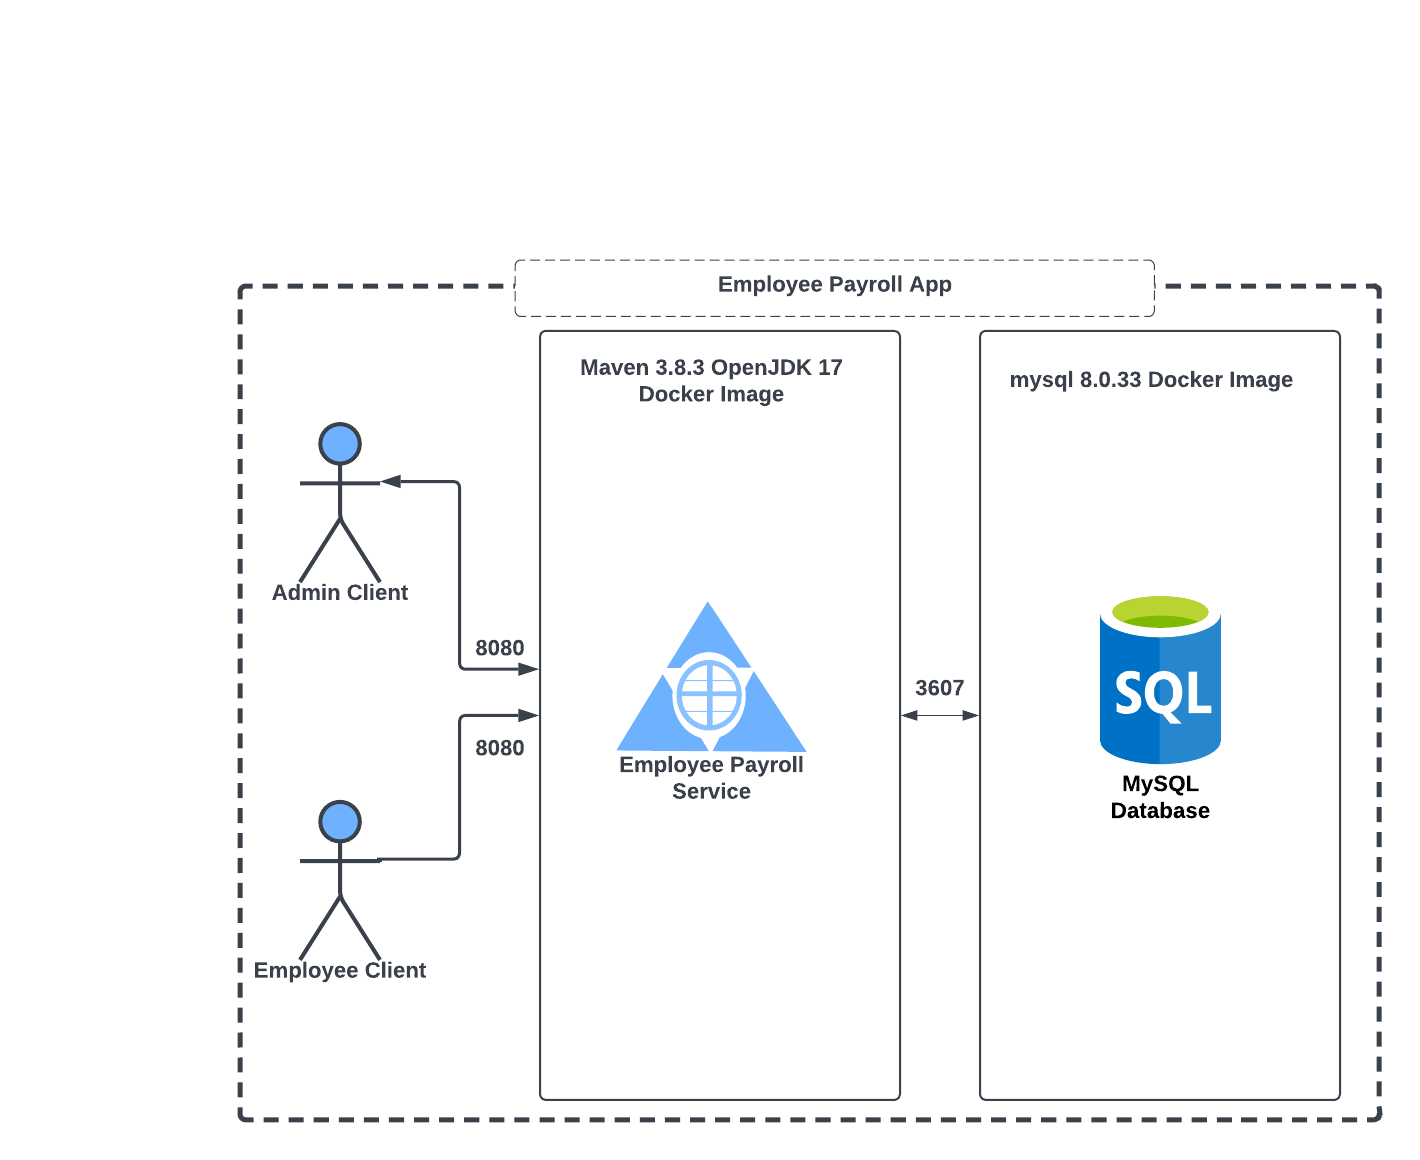 Employee Payroll App
Maven 3.8.3 OpenJDK 17
Docker Image
mysql 8.0.33 Docker Image
Admin Client
8080
3607
8080
SQL
Employee Payroll
Service
MySQL
Database
Employee Client